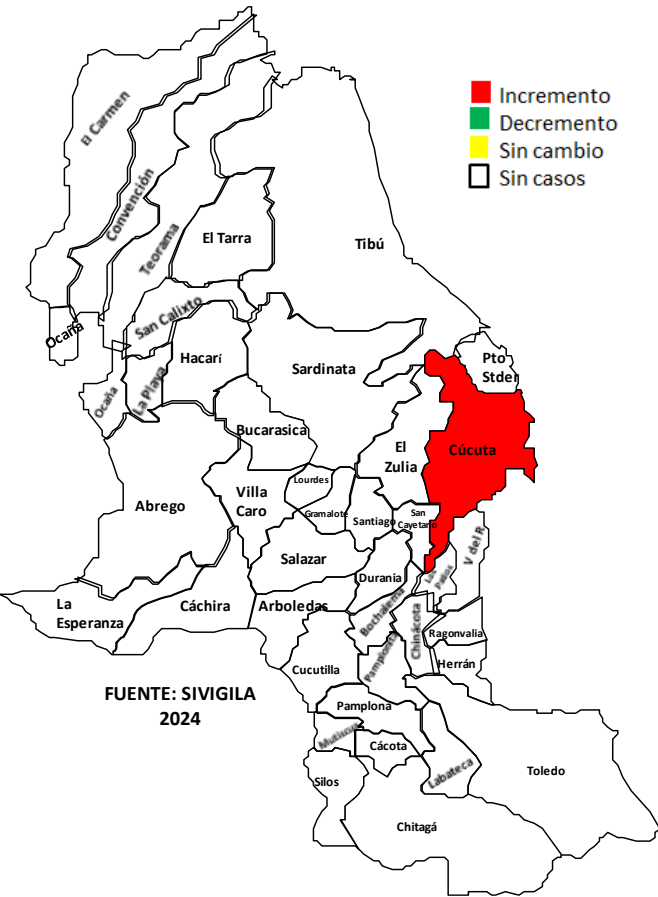 Incremento
Decremento
Sin cambio
Sin casos
El Carmen
Convención
Teorama
El Tarra
Tibú
San Calixto
Ocaña
Hacarí
La Playa
Ocaña
Sardinata
Pto
Stder
Bucarasica
El
Zulia
Cúcuta
Abrego
Villa
Caro
Lourdes
Gramalote
Santiago
San
Cayetano
V del R
Salazar
Durania
Los
Patios
La
Esperanza
Cáchira
Arboledas
Bochalema
Chinácota
Ragonvalia
Herrán
Pamplonita
Cucutilla
FUENTE: SIVIGILA
2024
Pamplona
Mutiscua
Cácota
Labateca
Toledo
Silos
Chitagá